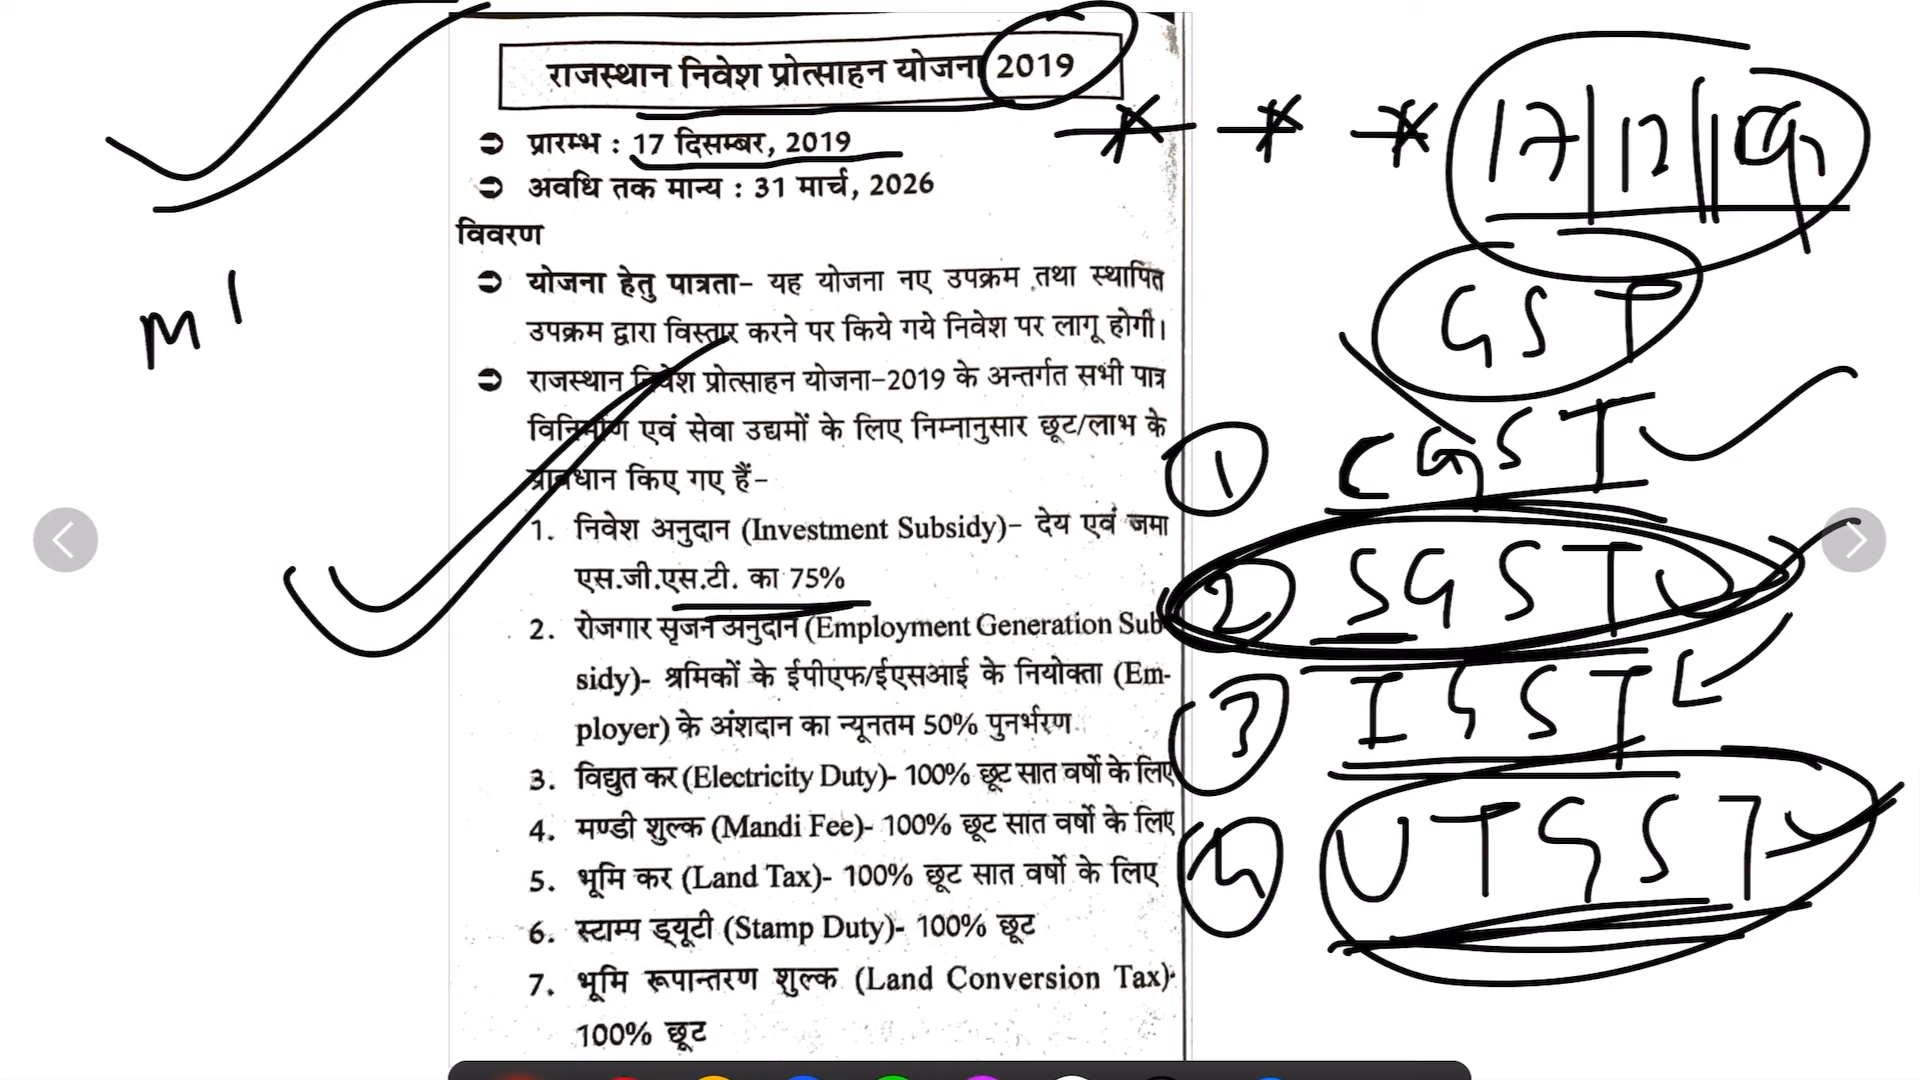 राजस्थान निवेश प्रोत्साहन योजना 2019
➲ प्रारम्भ : 17 दिसम्बर, 2019
➲ अवधि तक मान्य : 31 मार्च, 2026
विवरण
➲ योजना हेतु पात्रता– यह योजना नए उपक्रम तथा स्थापित
उपक्रम द्वारा विस्तार करने पर किये गये निवेश पर लागू होगी।
➲ राजस्थान निवेश प्रोत्साहन योजना–2019 के अन्तर्गत सभी पात्र
विनिर्माण एवं सेवा उद्यमों के लिए निम्नानुसार छूट/लाभ के
प्रावधान किए गए हैं–
1. निवेश अनुदान (Investment Subsidy)– देय एवं जमा
एस.जी.एस.टी. का 75%
2. रोजगार सृजन अनुदान (Employment Generation Sub-
sidy)- श्रमिकों के ईपीएफ/ईएसआई के नियोक्ता (Em-
ployer) के अंशदान का न्यूनतम 50% पुनर्भरण
3. विद्युत कर (Electricity Duty)- 100% छूट सात वर्षो के लिए
4. मण्डी शुल्क (Mandi Fee)- 100% छूट सात वर्षो के लिए
5. भूमि कर (Land Tax)- 100% छूट सात वर्षो के लिए
6. स्टाम्प ड्यूटी (Stamp Duty)- 100% छूट
7. भूमि रूपान्तरण शुल्क (Land Conversion Tax)-
100% छूट
M
17|12||19
GST
1 CGST
2 SGST
3 IGST
4 UTGST